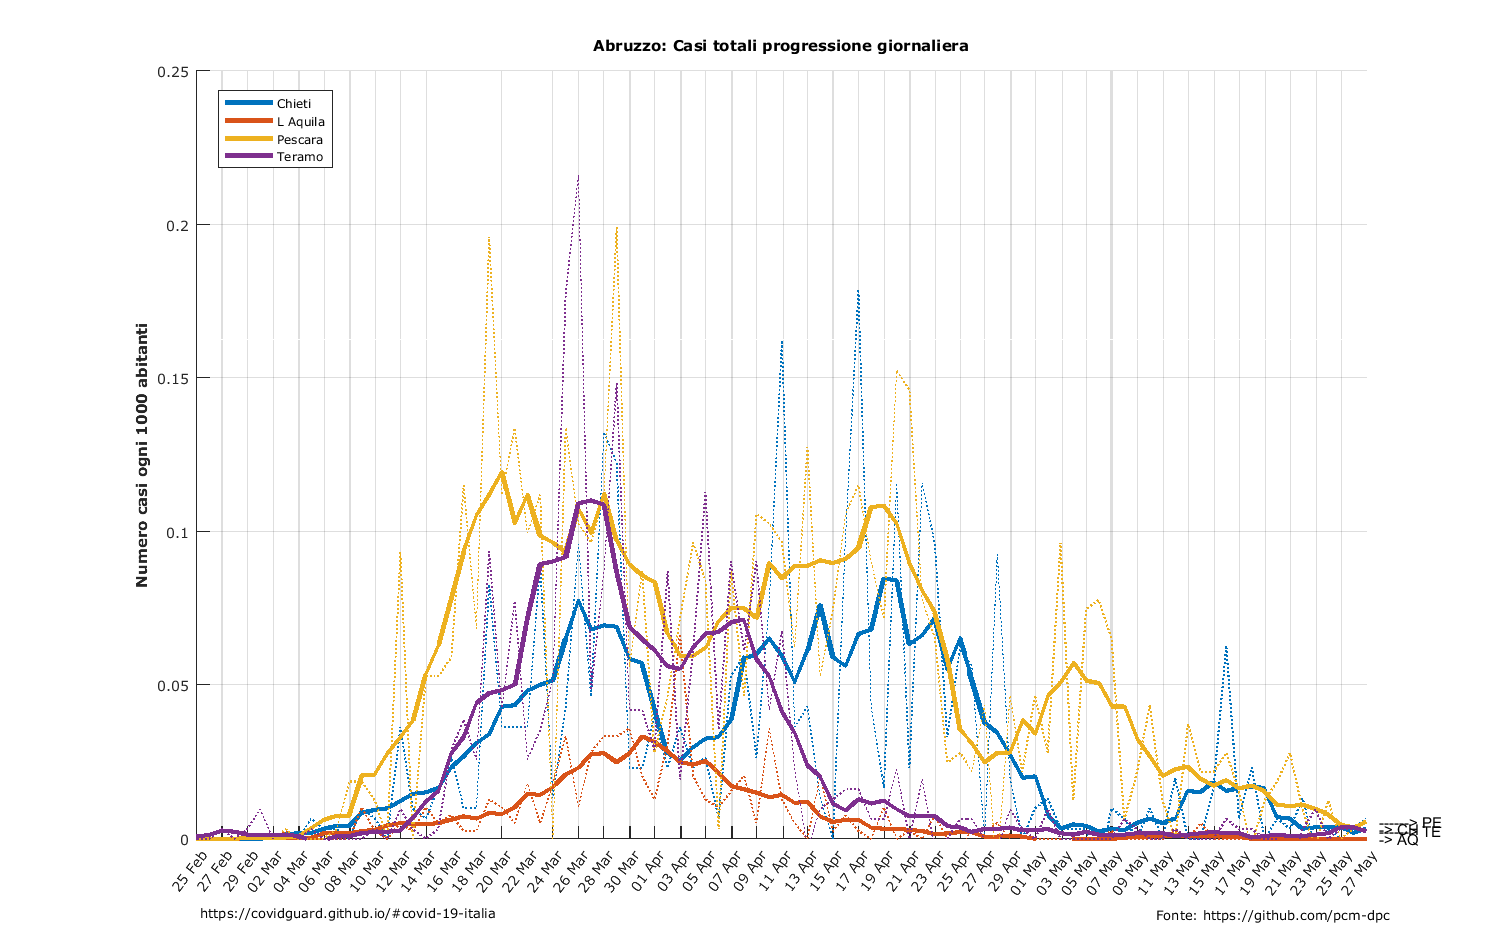 Abruzzo: Casi totali progressione giornaliera
Numero casi ogni 1000 abitanti
0.25
0.2
0.15
0.1
0.05
0
Chieti
L Aquila
Pescara
Teramo
------> PE
-> CH
TE
-> AQ
25 Feb
27 Feb
29 Feb
02 Mar
04 Mar
06 Mar
08 Mar
10 Mar
12 Mar
14 Mar
16 Mar
18 Mar
20 Mar
22 Mar
24 Mar
26 Mar
28 Mar
30 Mar
01 Apr
03 Apr
05 Apr
07 Apr
09 Apr
11 Apr
13 Apr
15 Apr
17 Apr
19 Apr
21 Apr
23 Apr
25 Apr
27 Apr
29 Apr
01 May
03 May
05 May
07 May
09 May
11 May
13 May
15 May
17 May
19 May
21 May
23 May
25 May
27 May
https://covidguard.github.io/#covid-19-italia
Fonte: https://github.com/pcm-dpc